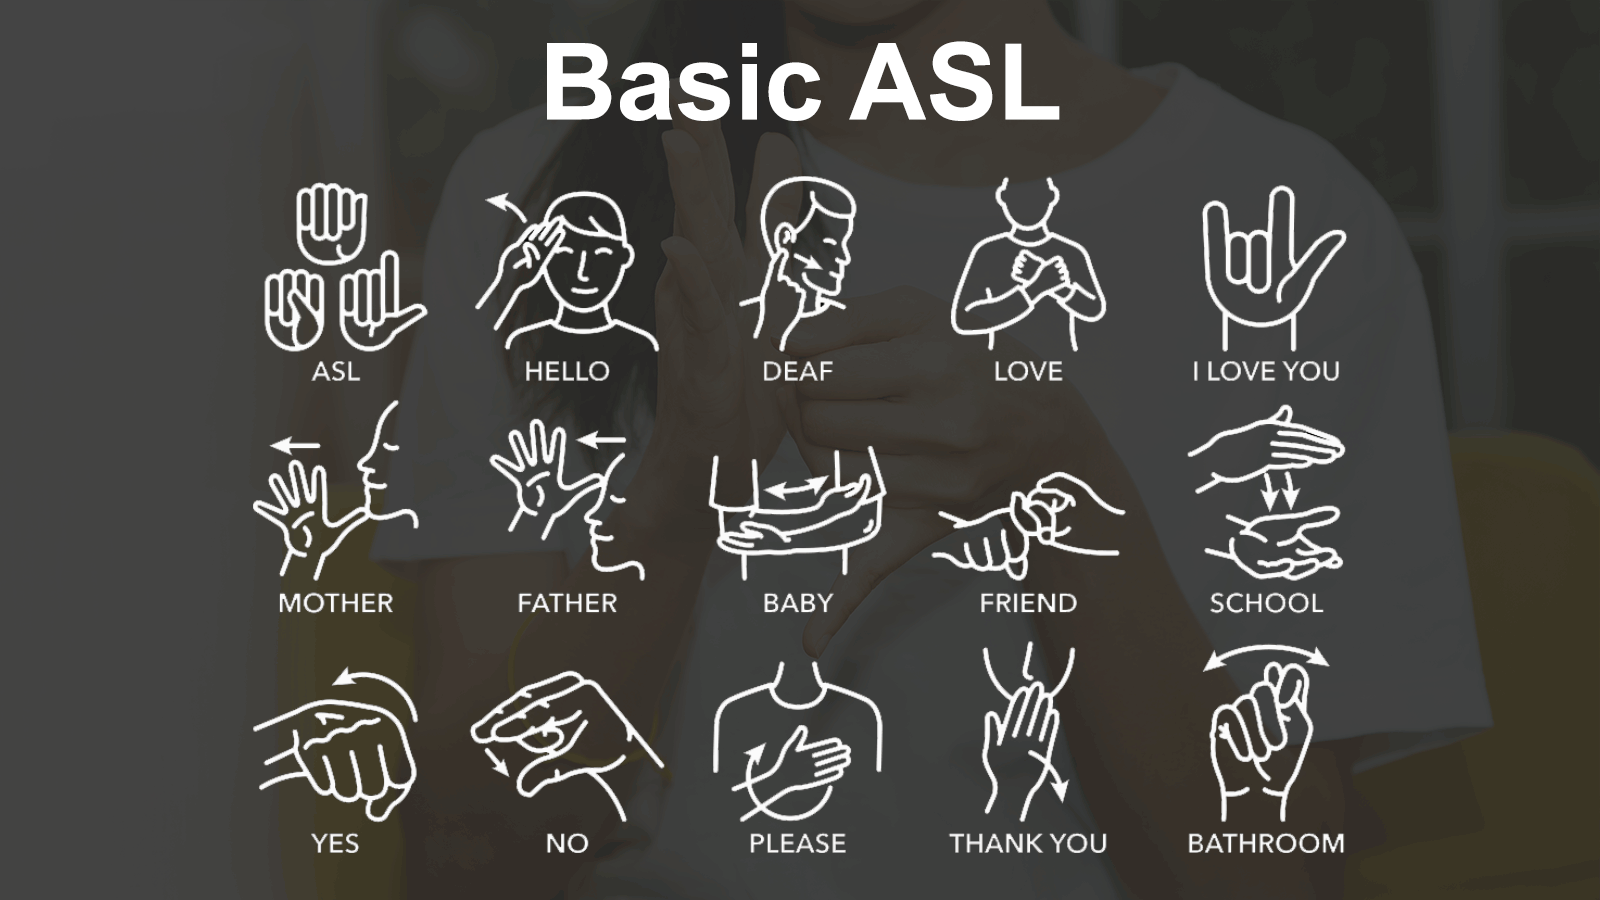 Basic ASL
ASL
HELLO
DEAF
LOVE
I LOVE YOU
MOTHER
FATHER
BABY
FRIEND
SCHOOL
YES
NO
PLEASE
THANK YOU
BATHROOM